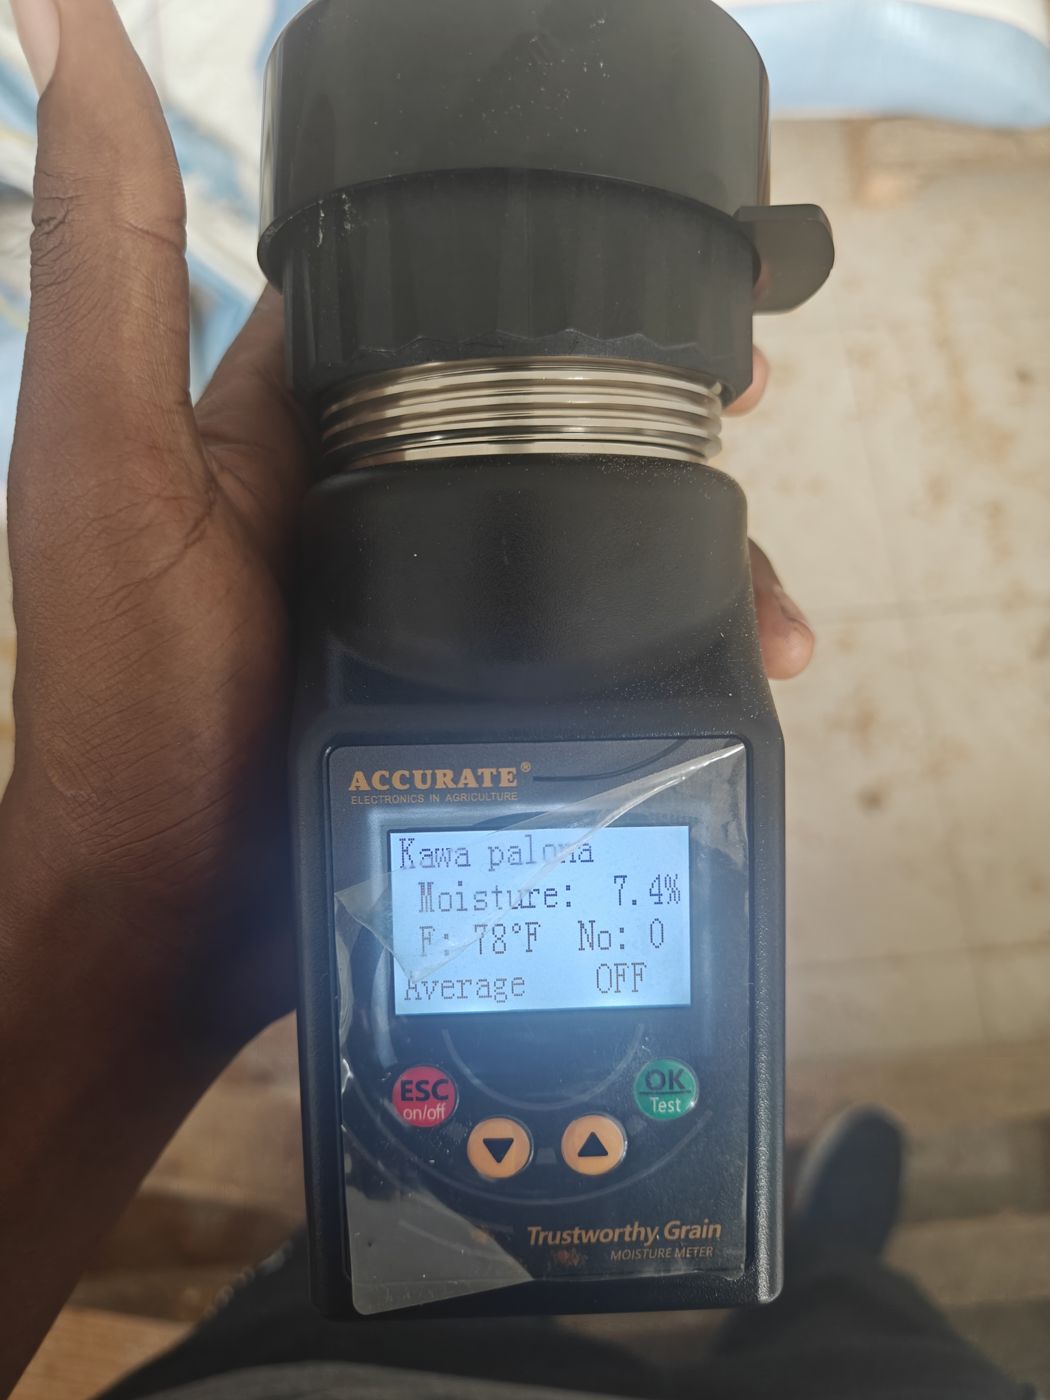 ACCURATE®
ELECTRONICS IN AGRICULTURE
Kawa palona
Moisture: 7.4%
F: 78°F No: 0
Average OFF
ESC
on/off
OK
Test
Trustworthy Grain
MOISTURE METER